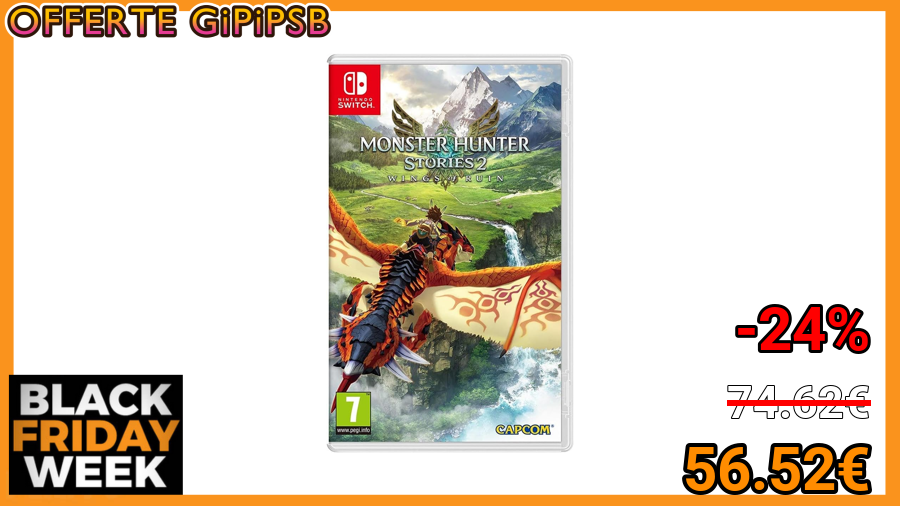 OFFERTE GiPiPSB
NINTENDO
SWITCH
MONSTER HUNTER
STORIES 2
WINGS OF RUIN
7
www.pegi.info
CAPCOM
-24%
74.62€
56.52€
BLACK
FRIDAY
WEEK